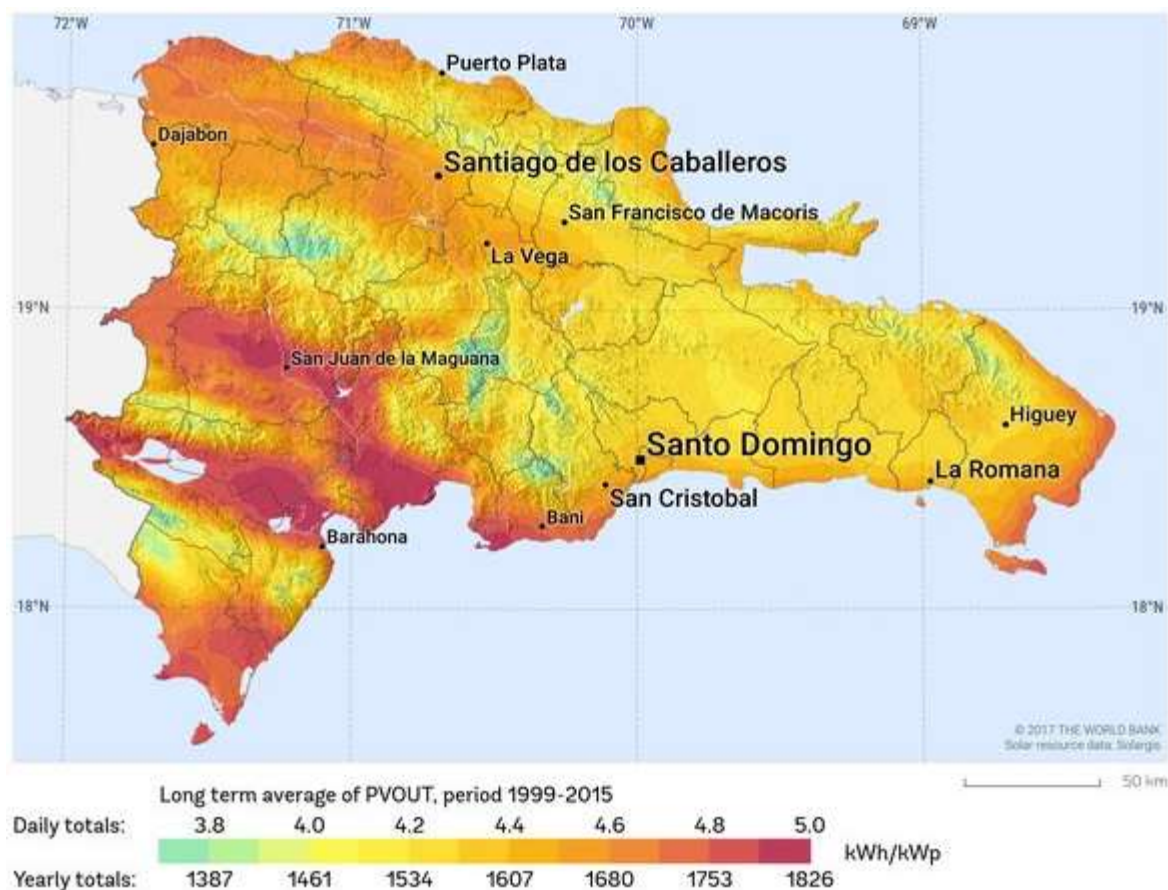 72°W 71°W 70°W 69°W
Puerto Plata
Dajabon
Santiago de los Caballeros
San Francisco de Macoris
La Vega
19°N 19°N
San Juan de la Maguana
Higuey
Santo Domingo
La Romana
San Cristobal
Bani
Barahona
18°N 18°N
© 2017 THE WORLD BANK
Solar resource data: Solargis
50 km
Long term average of PVOUT, period 1999-2015
Daily totals: 3.8 4.0 4.2 4.4 4.6 4.8 5.0
kWh/kWp
Yearly totals: 1387 1461 1534 1607 1680 1753 1826